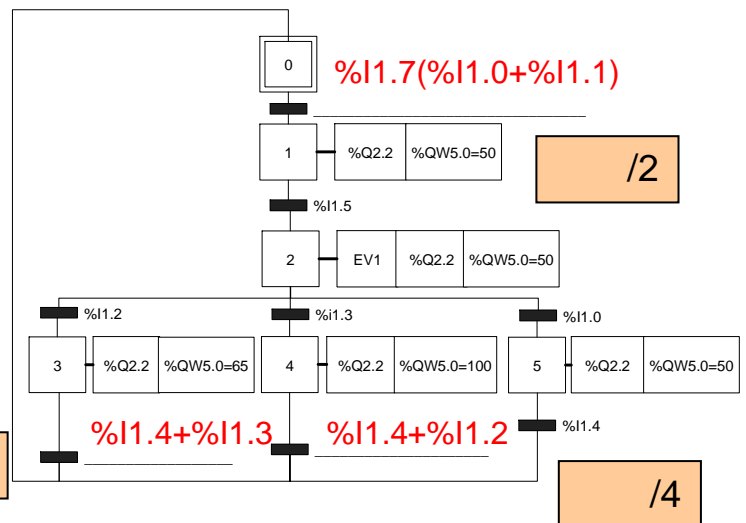 0
%I1.7(%I1.0+%I1.1)
1 %Q2.2 %QW5.0=50
/2
%I1.5
2 EV1 %Q2.2 %QW5.0=50
%I1.2 %i1.3 %I1.0
3 %Q2.2 %QW5.0=65 4 %Q2.2 %QW5.0=100 5 %Q2.2 %QW5.0=50
%I1.4+%I1.3 %I1.4+%I1.2 %I1.4
/4